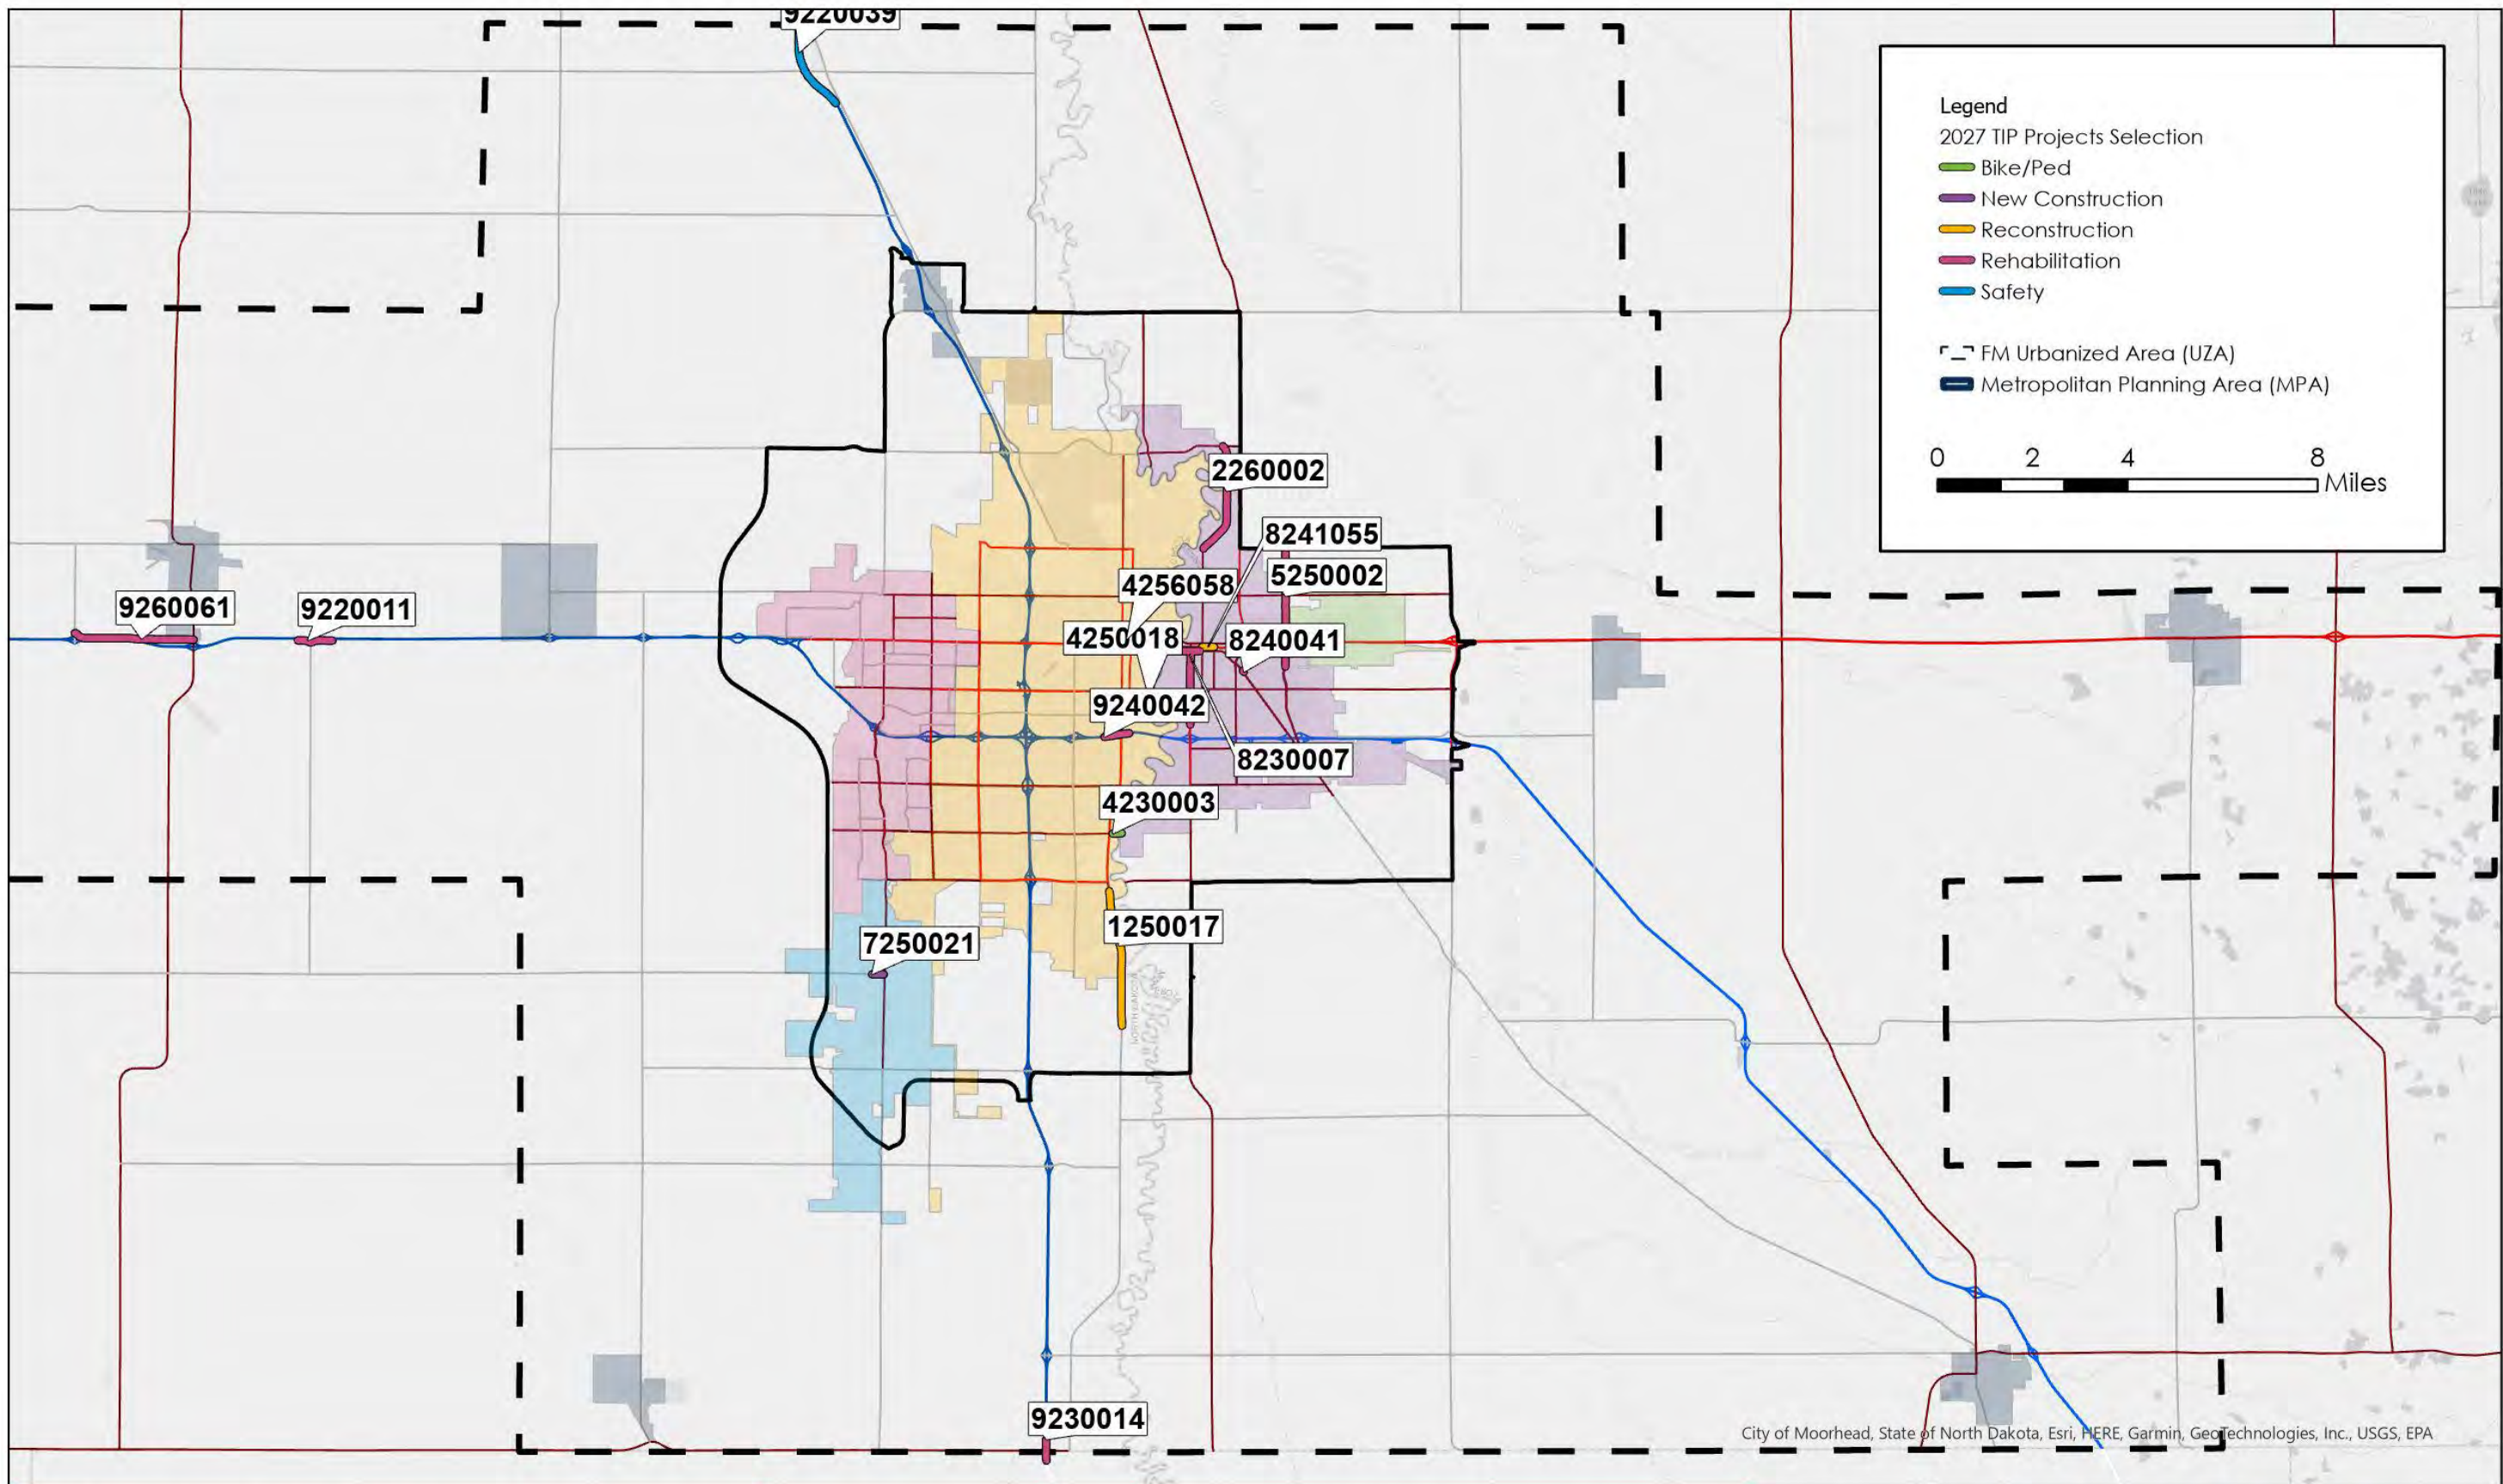 9220039
Legend
2027 TIP Projects Selection
Bike/Ped
New Construction
Reconstruction
Rehabilitation
Safety
FM Urbanized Area (UZA)
Metropolitan Planning Area (MPA)
0 2 4 8
Miles
2260002
8241055
4256058
5250002
9260061
9220011
4250018
8240041
9240042
8230007
4230003
1250017
7250021
9230014
City of Moorhead, State of North Dakota, Esri, HERE, Garmin, GeoTechnologies, Inc., USGS, EPA